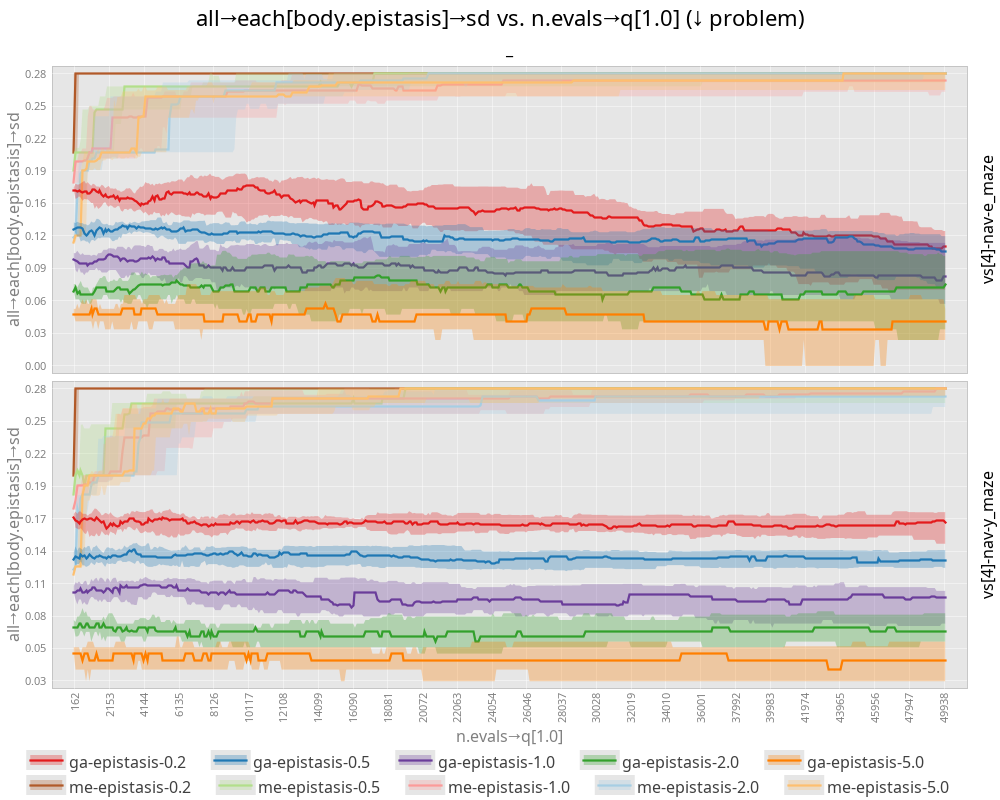 all→each[body.epistasis]→sd vs. n.evals→q[1.0] (↓ problem)
–
0.28
0.25
0.22
0.19
0.16
0.12
0.09
0.06
0.03
0.00
all→each[body.epistasis]→sd
vs[4]-nav-e_maze
0.28
0.25
0.22
0.19
0.17
0.14
0.11
0.08
0.05
0.03
all→each[body.epistasis]→sd
vs[4]-nav-y_maze
162 2153 4144 6135 8126 10117 12108 14099 16090 18081 20072 22063 24054 26046 28037 30028 32019 34010 36001 37992 39983 41974 43965 45956 47947 49938
n.evals→q[1.0]
ga-epistasis-0.2 ga-epistasis-0.5 ga-epistasis-1.0 ga-epistasis-2.0 ga-epistasis-5.0
me-epistasis-0.2 me-epistasis-0.5 me-epistasis-1.0 me-epistasis-2.0 me-epistasis-5.0